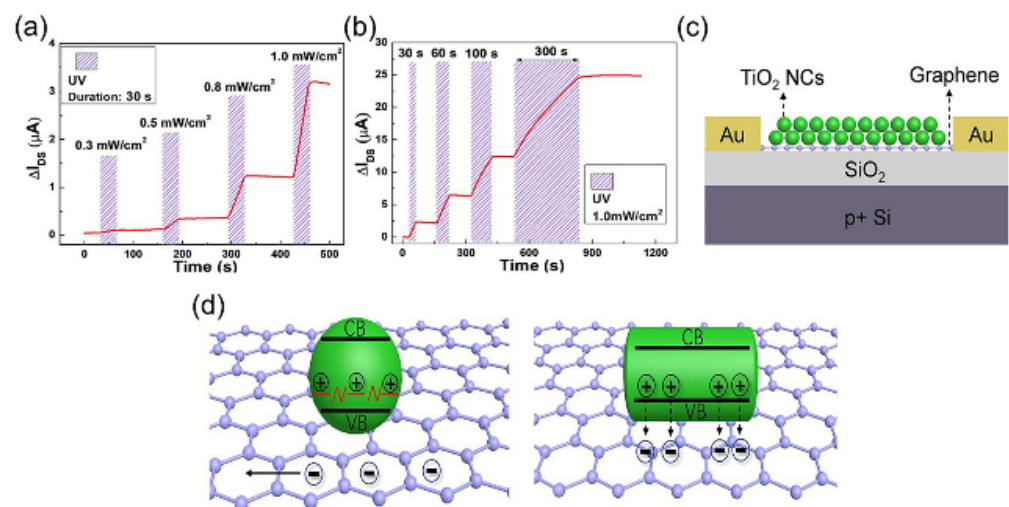 (a)
ΔI_DS (μA)
4
3
2
1
0
UV
Duration: 30 s
0.3 mW/cm²
0.5 mW/cm²
0.8 mW/cm²
1.0 mW/cm²
0 100 200 300 400 500
Time (s)
(b)
ΔI_DS (μA)
25
20
15
10
5
0
30 s 60 s 100 s 300 s
UV
1.0mW/cm²
0 300 600 900 1200
Time (s)
(c)
TiO₂ NCs
Graphene
Au Au
SiO₂
p+ Si
(d)
CB
+ + +
VB
- - -
CB
+ + + +
VB
- - - -